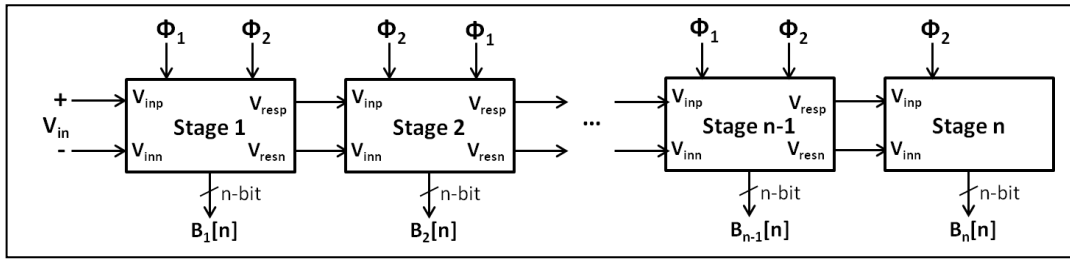 Φ1 Φ2 Φ2 Φ1 Φ1 Φ2 Φ2
+ Vinp Vresp Vinp Vresp Vinp Vresp Vinp
Vin Stage 1 Stage 2 ... Stage n-1 Stage n
- Vinn Vresn Vinn Vresn Vinn Vresn Vinn
n-bit n-bit n-bit n-bit
B1[n] B2[n] Bn-1[n] Bn[n]